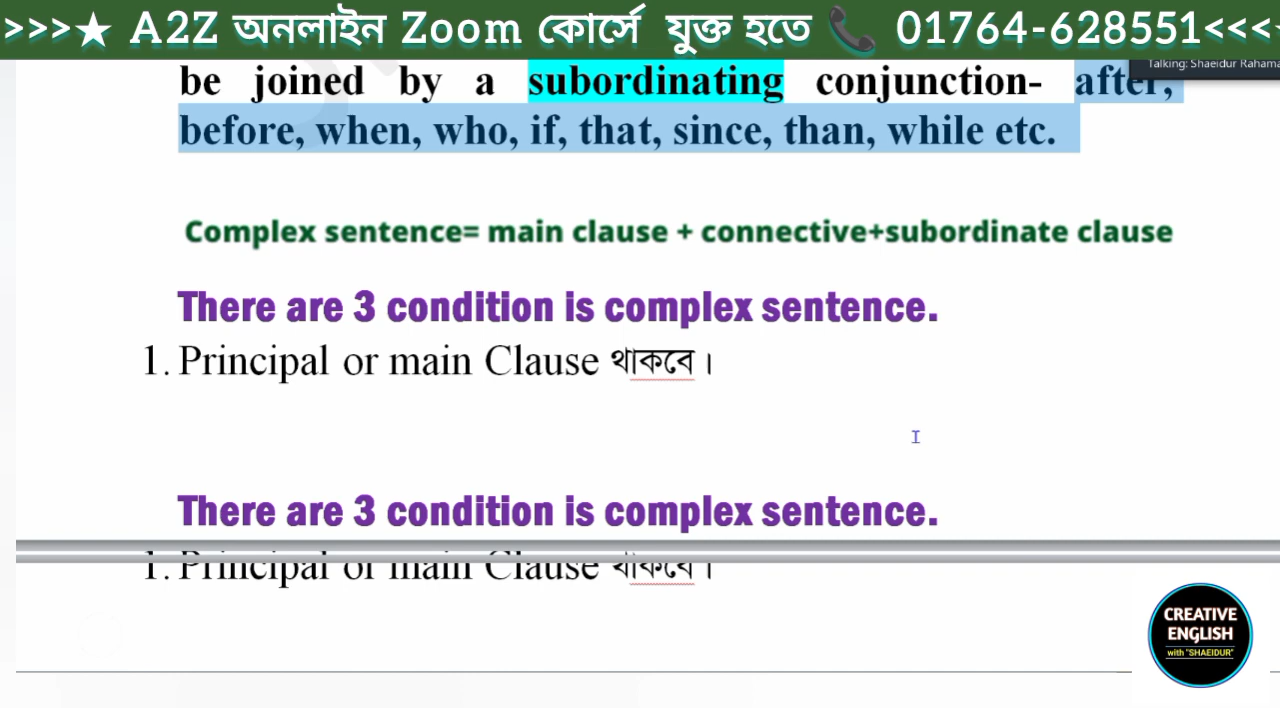 >>>★ A2Z অনলাইন Zoom কোর্সে যুক্ত হতে 📞 01764-628551<<<
Talking: Shaeidur Rahama
be joined by a subordinating conjunction- after,
before, when, who, if, that, since, than, while etc.
Complex sentence= main clause + connective+subordinate clause
There are 3 condition is complex sentence.
1. Principal or main Clause থাকবে।
There are 3 condition is complex sentence.
1. Principal or main Clause থাকবে।
CREATIVE
ENGLISH
with "SHAEIDUR"